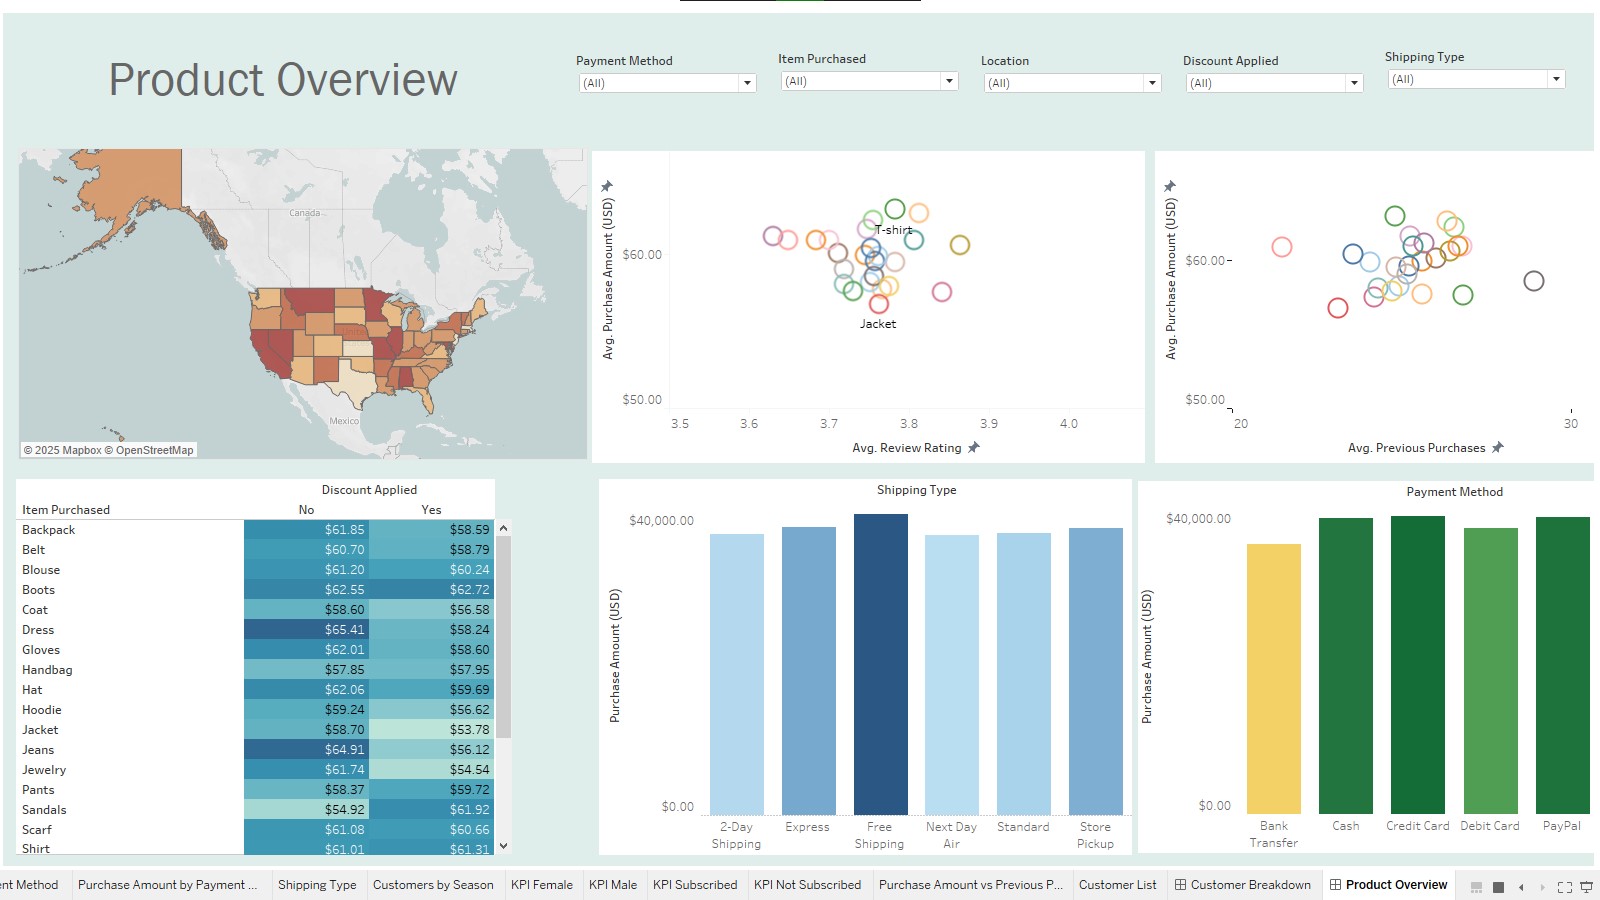 Product Overview
Payment Method
(All)
Item Purchased
(All)
Location
(All)
Discount Applied
(All)
Shipping Type
(All)
Canada
Mexico
© 2025 Mapbox © OpenStreetMap
Avg. Purchase Amount (USD)
$60.00
$50.00
T-shirt
Jacket
3.5 3.6 3.7 3.8 3.9 4.0
Avg. Review Rating
Avg. Purchase Amount (USD)
$60.00
$50.00
20 30
Avg. Previous Purchases
Discount Applied
Item Purchased No Yes
Backpack $61.85 $58.59
Belt $60.70 $58.79
Blouse $61.20 $60.24
Boots $62.55 $62.72
Coat $58.60 $56.58
Dress $65.41 $58.24
Gloves $62.01 $58.60
Handbag $57.85 $57.95
Hat $62.06 $59.69
Hoodie $59.24 $56.62
Jacket $58.70 $53.78
Jeans $64.91 $56.12
Jewelry $61.74 $54.54
Pants $58.37 $59.72
Sandals $54.92 $61.92
Scarf $61.08 $60.66
Shirt $61.01 $61.31
Shipping Type
Purchase Amount (USD)
$40,000.00
$0.00
2-Day Shipping
Express
Free Shipping
Next Day Air
Standard
Store Pickup
Payment Method
Purchase Amount (USD)
$40,000.00
$0.00
Bank Transfer
Cash
Credit Card
Debit Card
PayPal
nt Method
Purchase Amount by Payment ...
Shipping Type
Customers by Season
KPI Female
KPI Male
KPI Subscribed
KPI Not Subscribed
Purchase Amount vs Previous P...
Customer List
Customer Breakdown
Product Overview